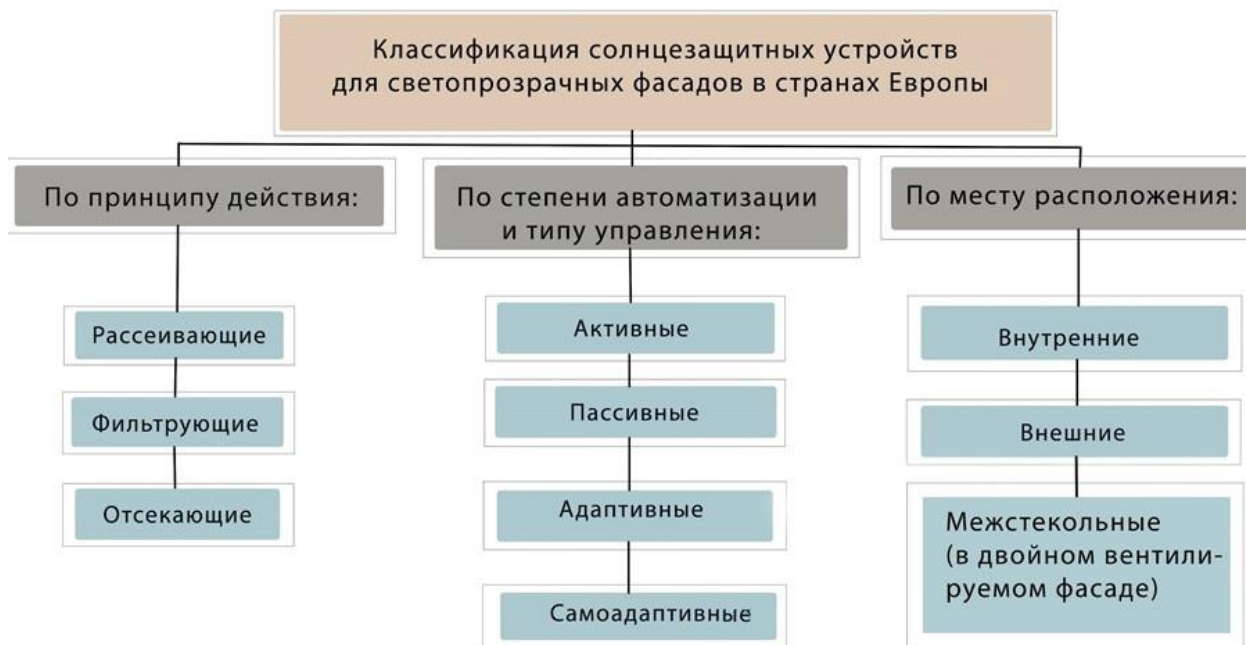 Классификация солнцезащитных устройств
для светопрозрачных фасадов в странах Европы
По принципу действия:
Рассеивающие
Фильтрующие
Отсекающие
По степени автоматизации
и типу управления:
Активные
Пассивные
Адаптивные
Самоадаптивные
По месту расположения:
Внутренние
Внешние
Межстекольные
(в двойном вентили-
руемом фасаде)